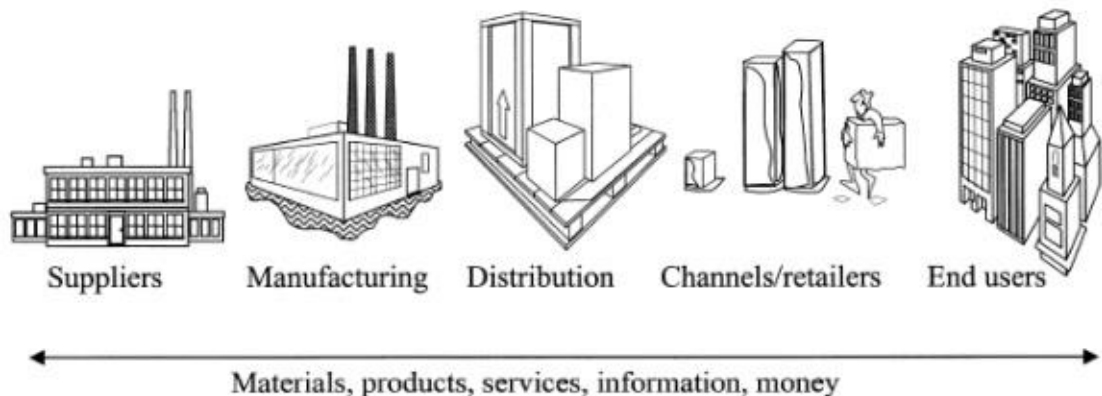 Suppliers Manufacturing Distribution Channels/retailers End users
Materials, products, services, information, money